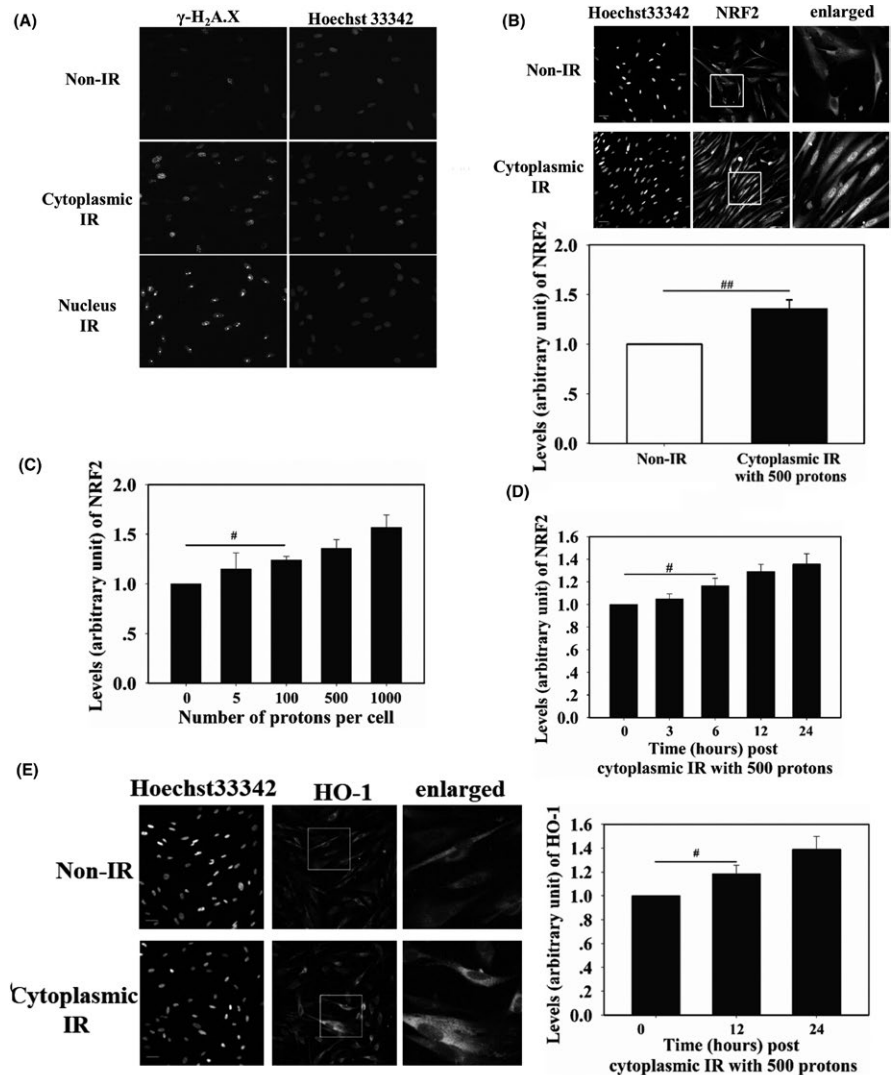 (A)
γ-H₂A.X Hoechst 33342
Non-IR
Cytoplasmic
IR
Nucleus
IR
(B)
Hoechst33342 NRF2 enlarged
Non-IR
Cytoplasmic
IR
Levels (arbitrary unit) of NRF2
2.0
1.5
1.0
.5
0.0
##
Non-IR Cytoplasmic IR
with 500 protons
(C)
Levels (arbitrary unit) of NRF2
2.0
1.5
1.0
.5
0.0
#
0 5 100 500 1000
Number of protons per cell
(D)
Levels (arbitrary unit) of NRF2
1.6
1.4
1.2
1.0
.8
.6
.4
.2
0.0
#
0 3 6 12 24
Time (hours) post
cytoplasmic IR with 500 protons
(E)
Hoechst33342 HO-1 enlarged
Non-IR
Cytoplasmic
IR
Levels (arbitrary unit) of HO-1
1.6
1.4
1.2
1.0
.8
.6
.4
.2
0.0
#
0 12 24
Time (hours) post
cytoplasmic IR with 500 protons